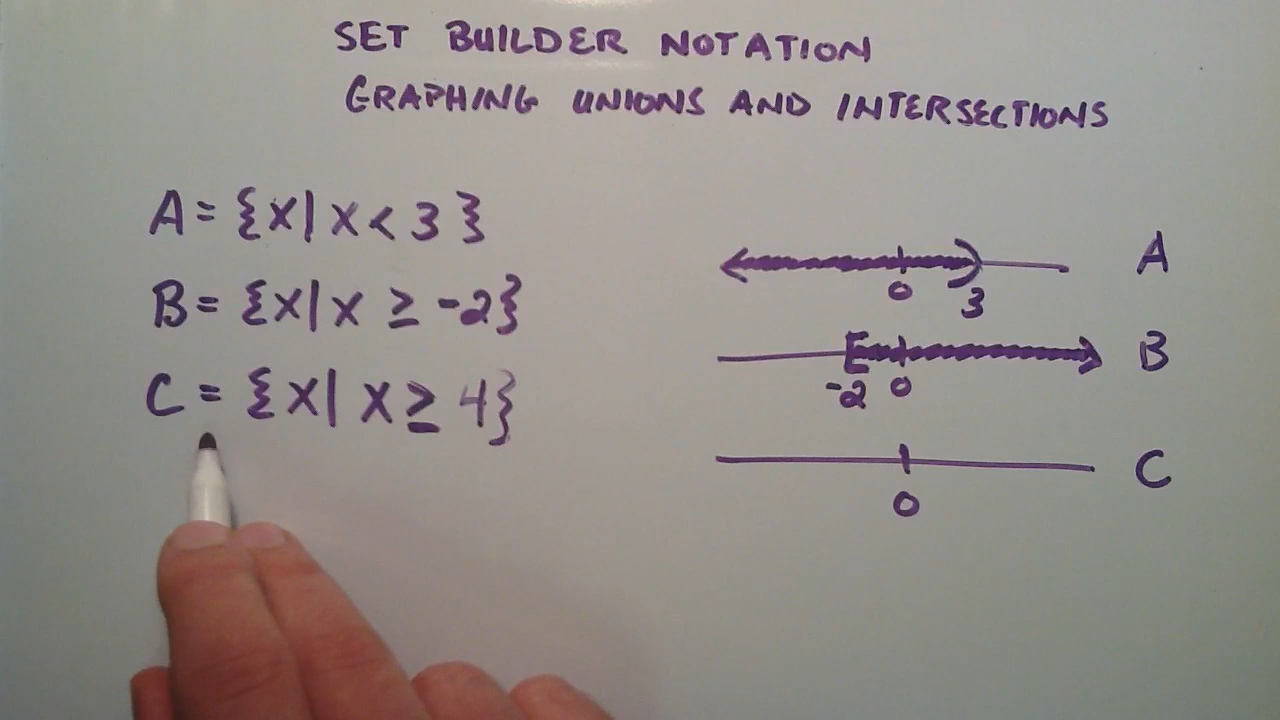 SET BUILDER NOTATION
GRAPHING UNIONS AND INTERSECTIONS
A = {x | x < 3}
B = {x | x ≥ -2}
C = {x | x ≥ 4}
0 3 A
-2 0 B
0 C